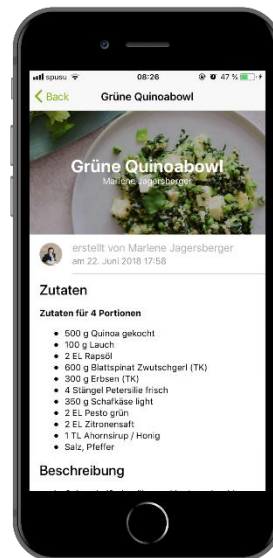 spusu 08:26 47 %
Back Grüne Quinoabowl
Grüne Quinoabowl
Marlene Jagersberger
erstellt von Marlene Jagersberger
am 22. Juni 2018 17:58
Zutaten
Zutaten für 4 Portionen
500 g Quinoa gekocht
100 g Lauch
2 EL Rapsöl
600 g Blattspinat Zwutschgerl (TK)
300 g Erbsen (TK)
4 Stängel Petersilie frisch
350 g Schafkäse light
2 EL Pesto grün
2 EL Zitronensaft
1 TL Ahornsirup / Honig
Salz, Pfeffer
Beschreibung